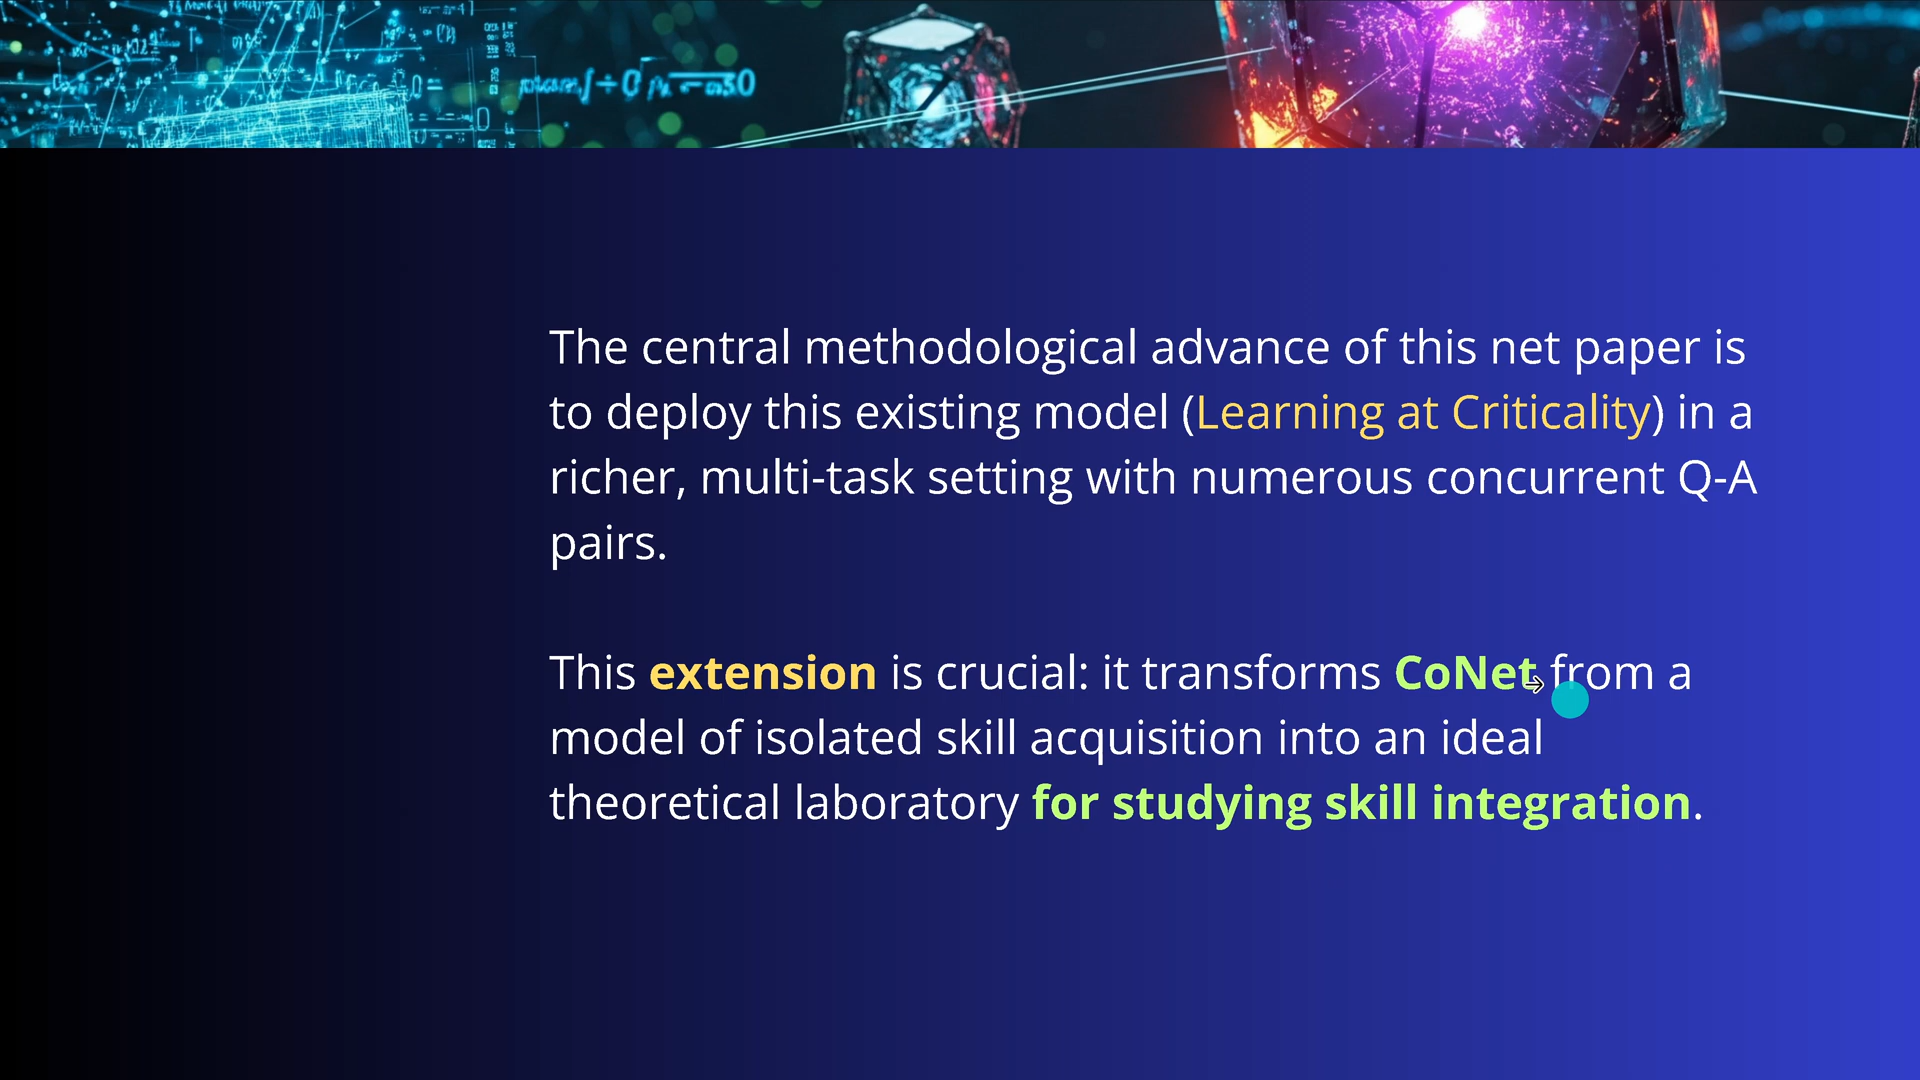 The central methodological advance of this net paper is
to deploy this existing model (Learning at Criticality) in a
richer, multi-task setting with numerous concurrent Q-A
pairs.
This extension is crucial: it transforms CoNet from a
model of isolated skill acquisition into an ideal
theoretical laboratory for studying skill integration.